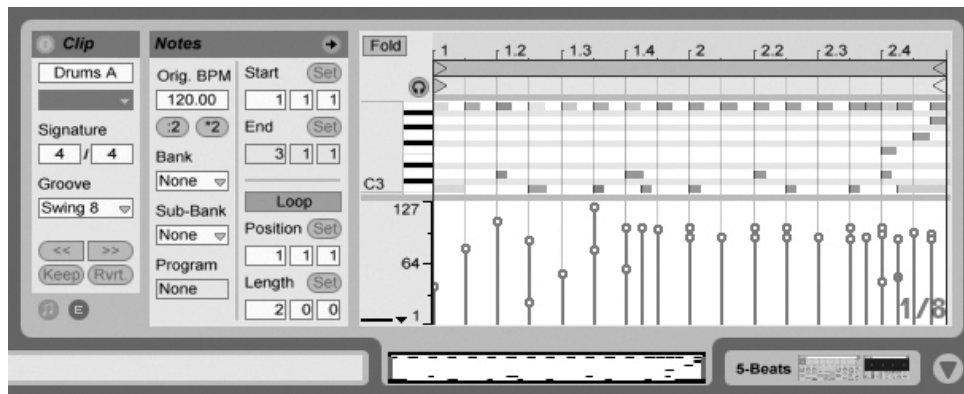 Clip
Drums A
Signature
4 / 4
Groove
Swing 8
<< >>
Keep Rvrt.
E
Notes
Orig. BPM
120.00
:2 *2
Bank
None
Sub-Bank
None
Program
None
Start Set
1 1 1
End Set
3 1 1
Loop
Position Set
1 1 1
Length Set
2 0 0
Fold
1 1.2 1.3 1.4 2 2.2 2.3 2.4
C3
127
64
1
1/8
5-Beats